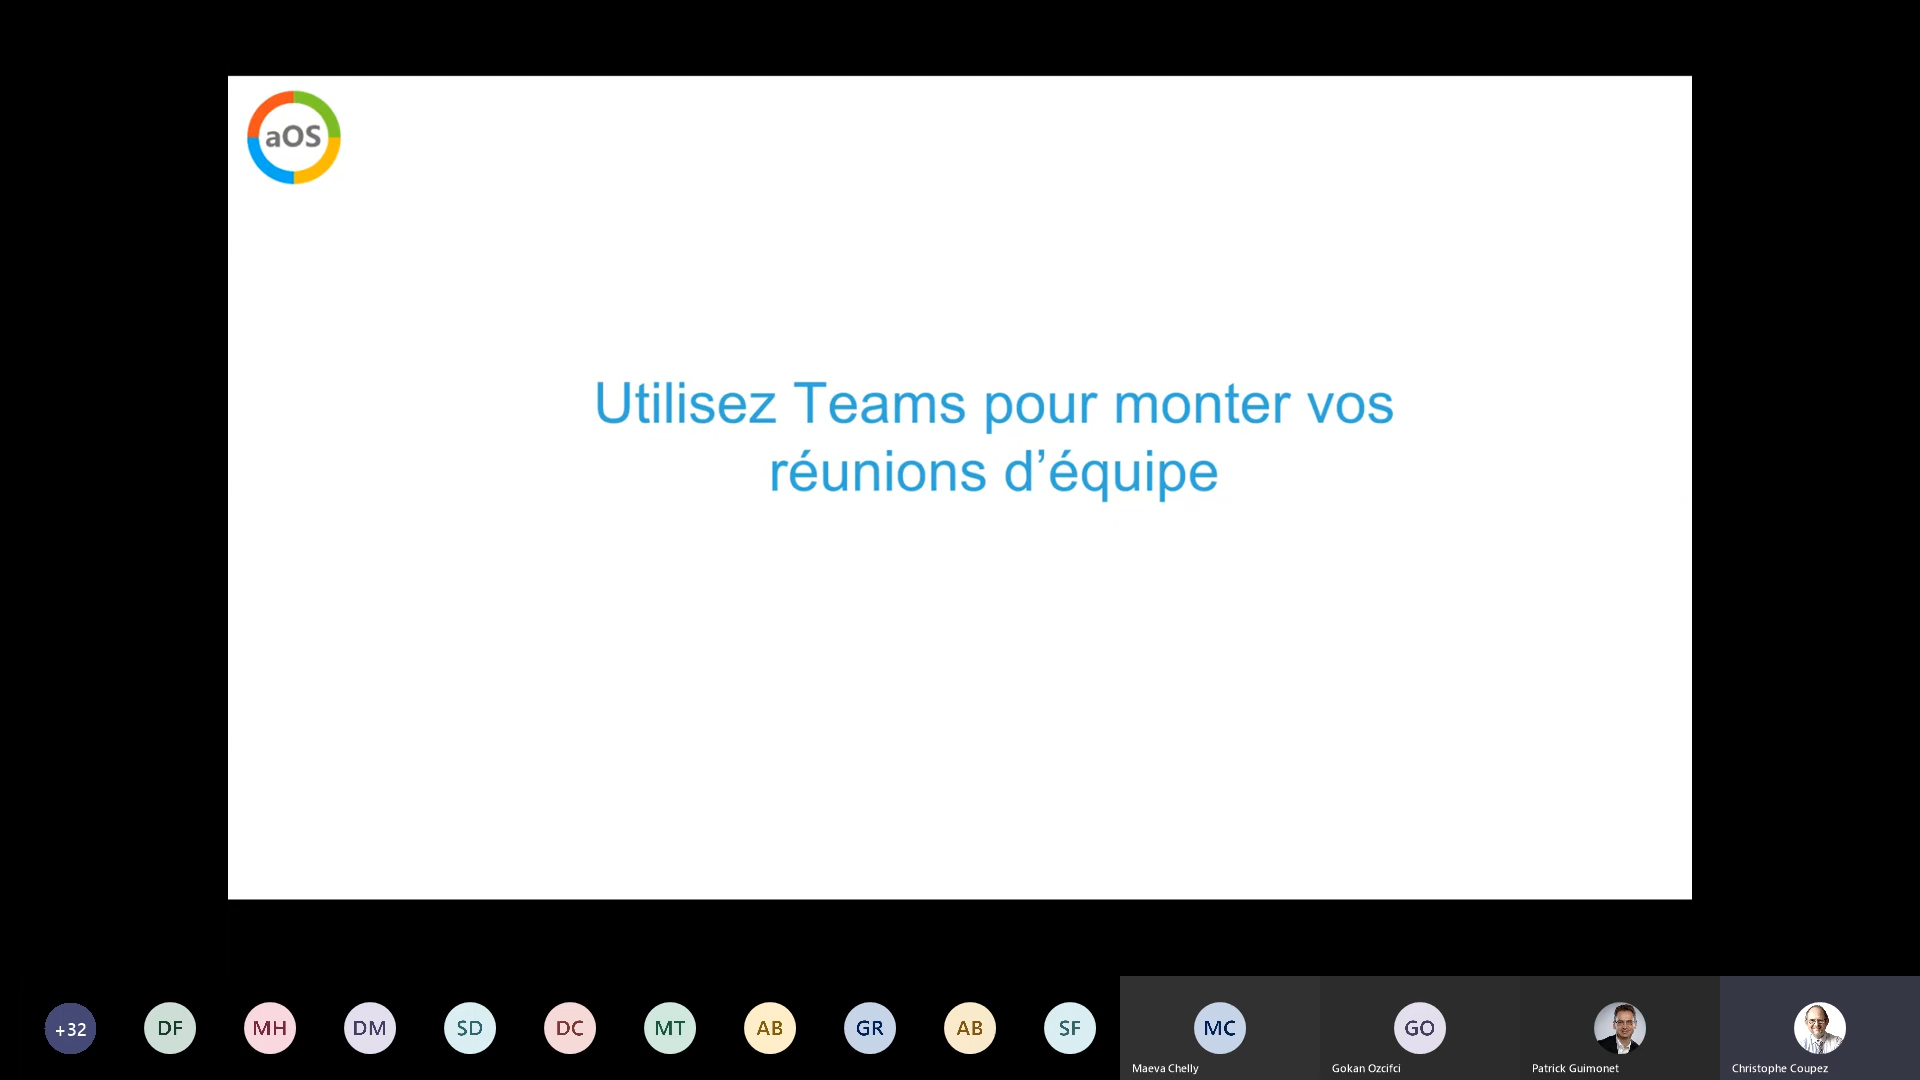 aOS
Utilisez Teams pour monter vos
réunions d’équipe
+32
DF
MH
DM
SD
DC
MT
AB
GR
AB
SF
MC
GO
Maeva Chelly
Gokan Ozcifci
Patrick Guimonet
Christophe Coupez